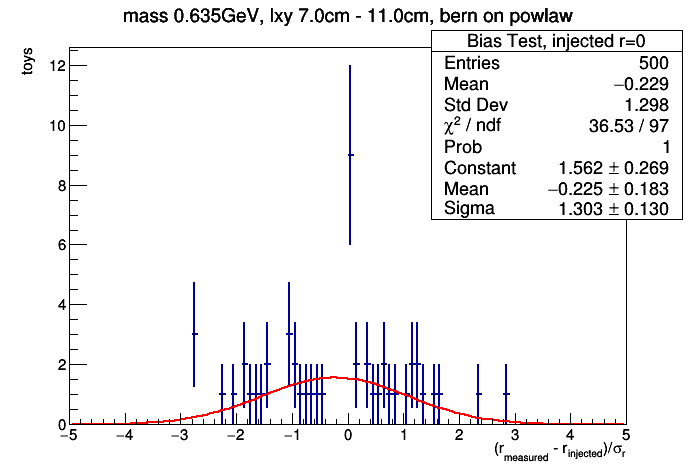 mass 0.635GeV, lxy 7.0cm - 11.0cm, bern on powlaw
Bias Test, injected r=0
Entries 500
Mean −0.229
Std Dev 1.298
χ² / ndf 36.53 / 97
Prob 1
Constant 1.562 ± 0.269
Mean −0.225 ± 0.183
Sigma 1.303 ± 0.130
toys
12
10
8
6
4
2
0
−5 −4 −3 −2 −1 0 1 2 3 4 5
(r_measured - r_injected)/σ_r